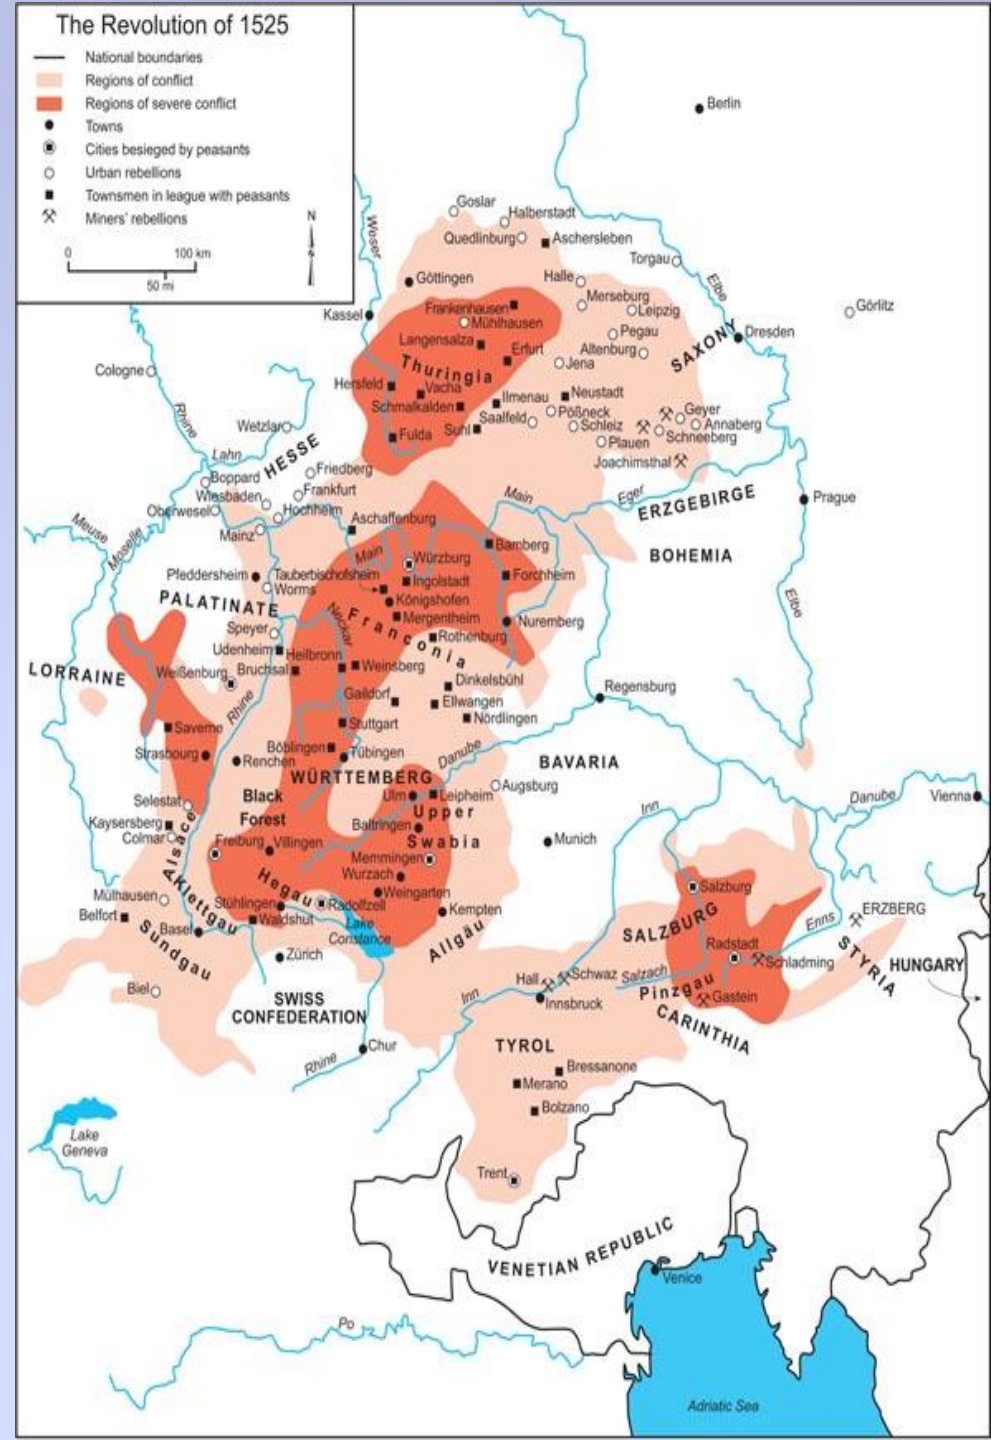 The Revolution of 1525
National boundaries
Regions of conflict
Regions of severe conflict
Towns
Cities besieged by peasants
Urban rebellions
Townsmen in league with peasants
Miners' rebellions
N
S
0 100 km
50 mi
Berlin
Goslar
Halberstadt
Quedlinburg
Aschersleben
Weser
Torgau
Göttingen
Halle
Elbe
Merseburg
Frankenhausen
Leipzig
Görlitz
Kassel
Mühlhausen
Pegau
SAXONY
Dresden
Langensalza
Erfurt
Altenburg
Jena
Cologne
Thuringia
Hersfeld
Vacha
Ilmenau
Neustadt
Schmalkalden
Pößneck
Geyer
Rhine
Saalfeld
Schleiz
Annaberg
Wetzlar
Suhl
Schneeberg
Fulda
Plauen
Lahn
HESSE
Joachimsthal
Friedberg
Boppard
Wiesbaden
Frankfurt
Main
Eger
ERZGEBIRGE
Prague
Oberwesel
Hochheim
Aschaffenburg
Meuse
Moselle
Mainz
Bamberg
BOHEMIA
Main
Würzburg
Pfeddersheim
Tauberbischofsheim
Ingolstadt
Forchheim
Worms
Königshofen
Elbe
PALATINATE
Neckar
Franconia
Mergentheim
Nuremberg
Speyer
Rothenburg
Udenheim
Heilbronn
LORRAINE
Weißenburg
Bruchsal
Weinsberg
Dinkelsbühl
Gaildorf
Ellwangen
Regensburg
Rhine
Nördlingen
Saverne
Stuttgart
Strasbourg
Böblingen
Tübingen
Danube
Renchen
BAVARIA
WÜRTTEMBERG
Augsburg
Selestat
Black
Forest
Ulm
Leipheim
Inn
Danube
Vienna
Upper
Swabia
Kaysersberg
Baltringen
Colmar
Alsace
Freiburg
Villingen
Munich
Memmingen
Wurzach
Hegau
Weingarten
Salzburg
Mülhausen
Klettgau
Stühlingen
Radolfzell
Kempten
ERZBERG
Belfort
Waldshut
Enns
Basel
Lake
Constance
Allgäu
SALZBURG
Sundgau
Radstadt
STYRIA
Zürich
Schladming
HUNGARY
Hall
Schwaz
Salzach
Biel
SWISS
CONFEDERATION
Inn
Innsbruck
Pinzgau
Gastein
CARINTHIA
Chur
TYROL
Rhine
Bressanone
Merano
Bolzano
Lake
Geneva
Trent
VENETIAN REPUBLIC
Venice
Po
Adriatic Sea